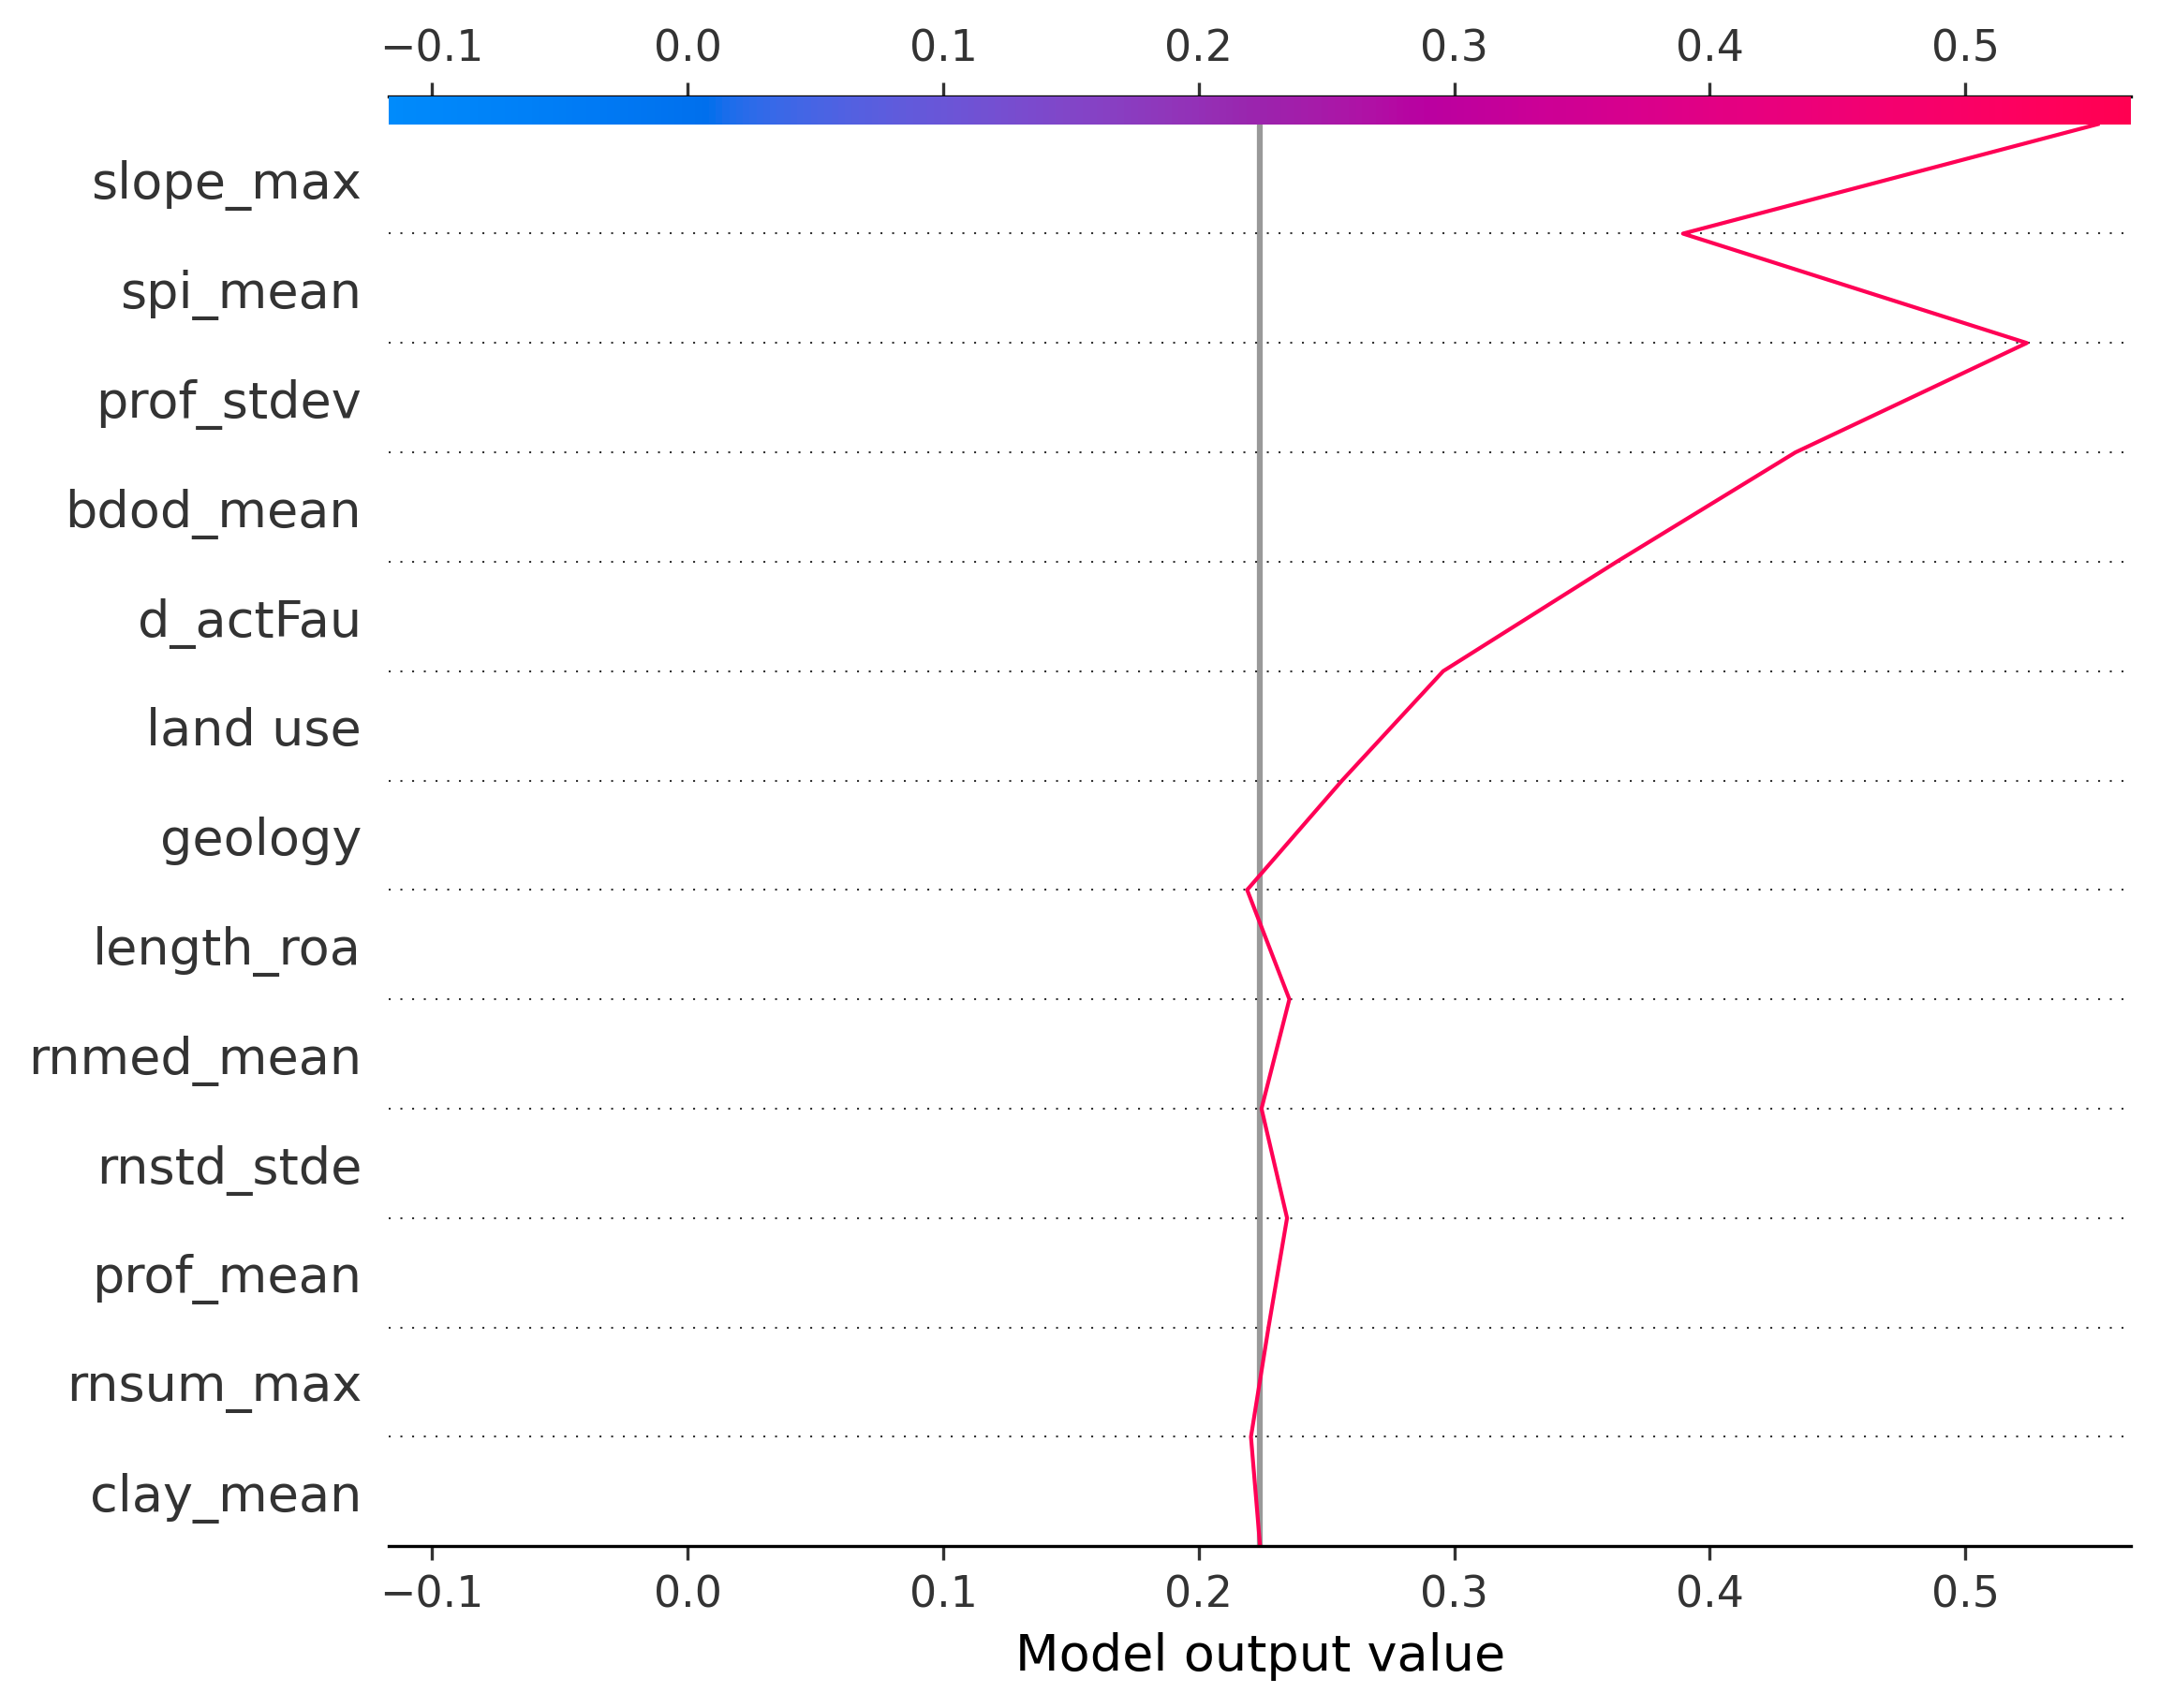 −0.1 0.0 0.1 0.2 0.3 0.4 0.5
slope_max
spi_mean
prof_stdev
bdod_mean
d_actFau
land use
geology
length_roa
rnmed_mean
rnstd_stde
prof_mean
rnsum_max
clay_mean
−0.1 0.0 0.1 0.2 0.3 0.4 0.5
Model output value